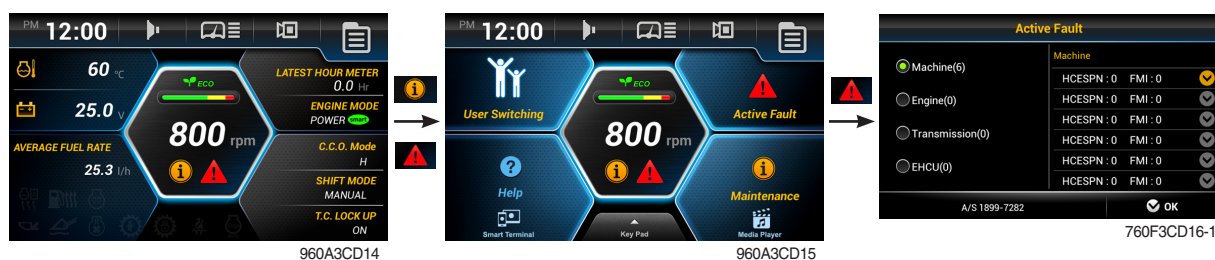 PM 12:00
60 °C
25.0 V
AVERAGE FUEL RATE
25.3 l/h
ECO
800 rpm
LATEST HOUR METER
0.0 Hr
ENGINE MODE
POWER smart
C.C.O. Mode
H
SHIFT MODE
MANUAL
T.C. LOCK UP
ON
960A3CD14
PM 12:00
User Switching
Active Fault
ECO
800 rpm
Help
Maintenance
Smart Terminal
Key Pad
Media Player
960A3CD15
Active Fault
Machine(6)
Engine(0)
Transmission(0)
EHCU(0)
Machine
HCESPN : 0 FMI : 0
HCESPN : 0 FMI : 0
HCESPN : 0 FMI : 0
HCESPN : 0 FMI : 0
HCESPN : 0 FMI : 0
HCESPN : 0 FMI : 0
A/S 1899-7282
OK
760F3CD16-1